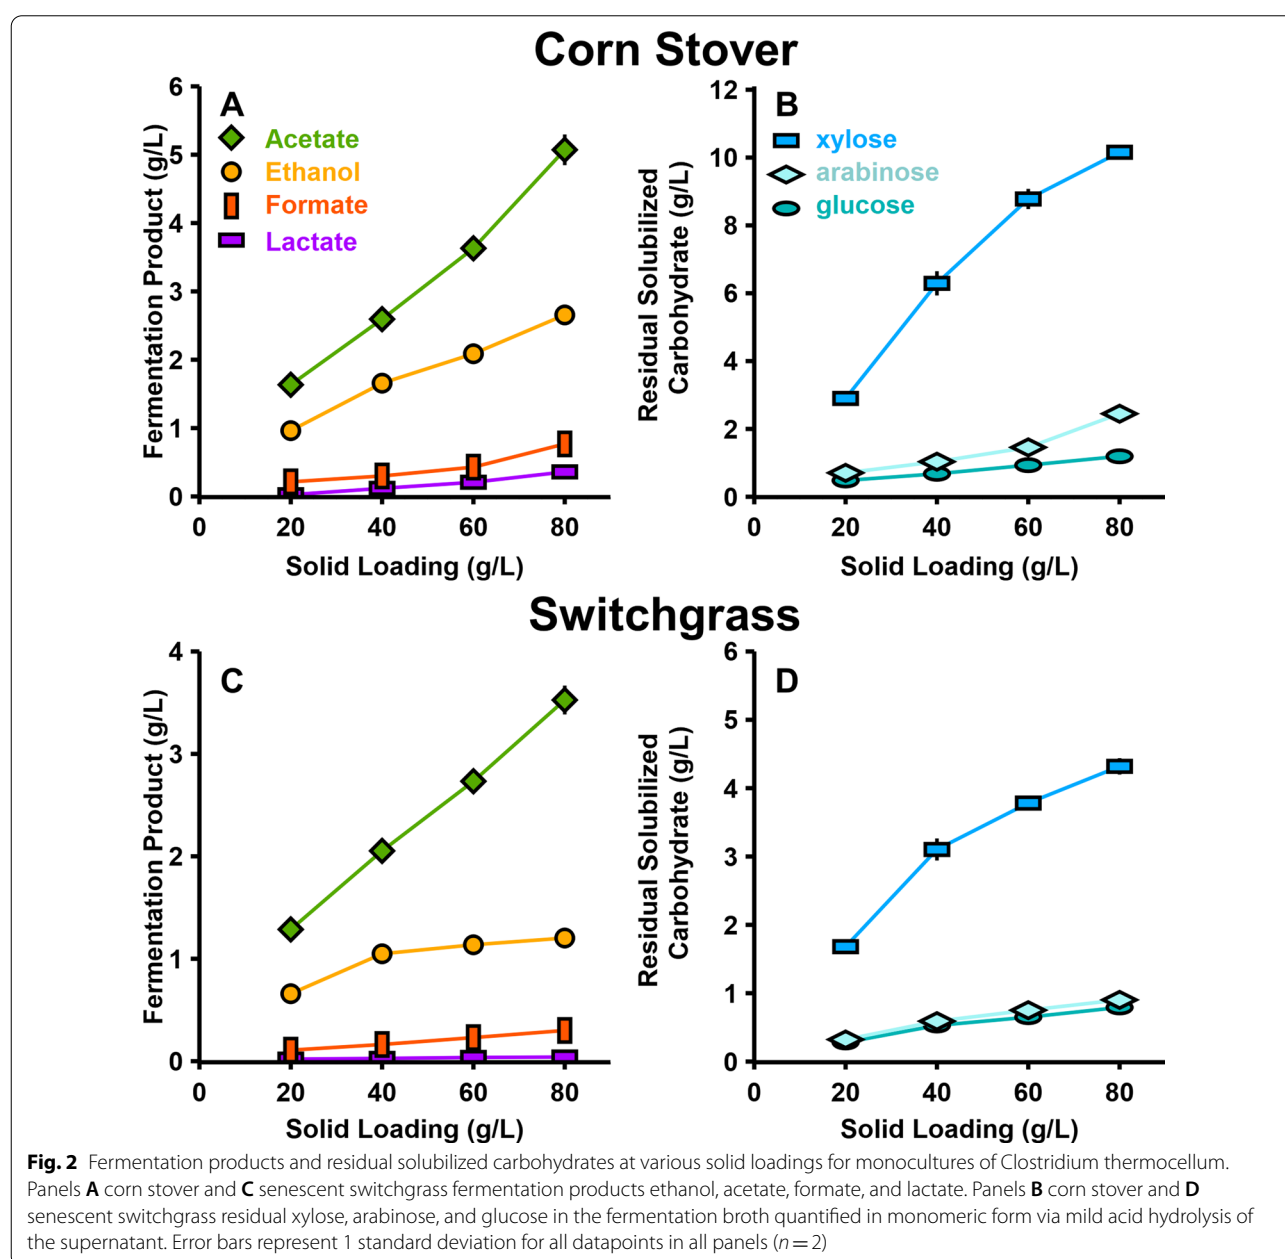 Corn Stover
A
Acetate
Ethanol
Formate
Lactate
Fermentation Product (g/L)
6
5
4
3
2
1
0
0 20 40 60 80
Solid Loading (g/L)
B
xylose
arabinose
glucose
Residual Solubilized
Carbohydrate (g/L)
12
10
8
6
4
2
0
0 20 40 60 80
Solid Loading (g/L)
Switchgrass
C
Fermentation Product (g/L)
4
3
2
1
0
0 20 40 60 80
Solid Loading (g/L)
D
Residual Solubilized
Carbohydrate (g/L)
6
5
4
3
2
1
0
0 20 40 60 80
Solid Loading (g/L)
Fig. 2 Fermentation products and residual solubilized carbohydrates at various solid loadings for monocultures of Clostridium thermocellum.
Panels A corn stover and C senescent switchgrass fermentation products ethanol, acetate, formate, and lactate. Panels B corn stover and D
senescent switchgrass residual xylose, arabinose, and glucose in the fermentation broth quantified in monomeric form via mild acid hydrolysis of
the supernatant. Error bars represent 1 standard deviation for all datapoints in all panels (n = 2)